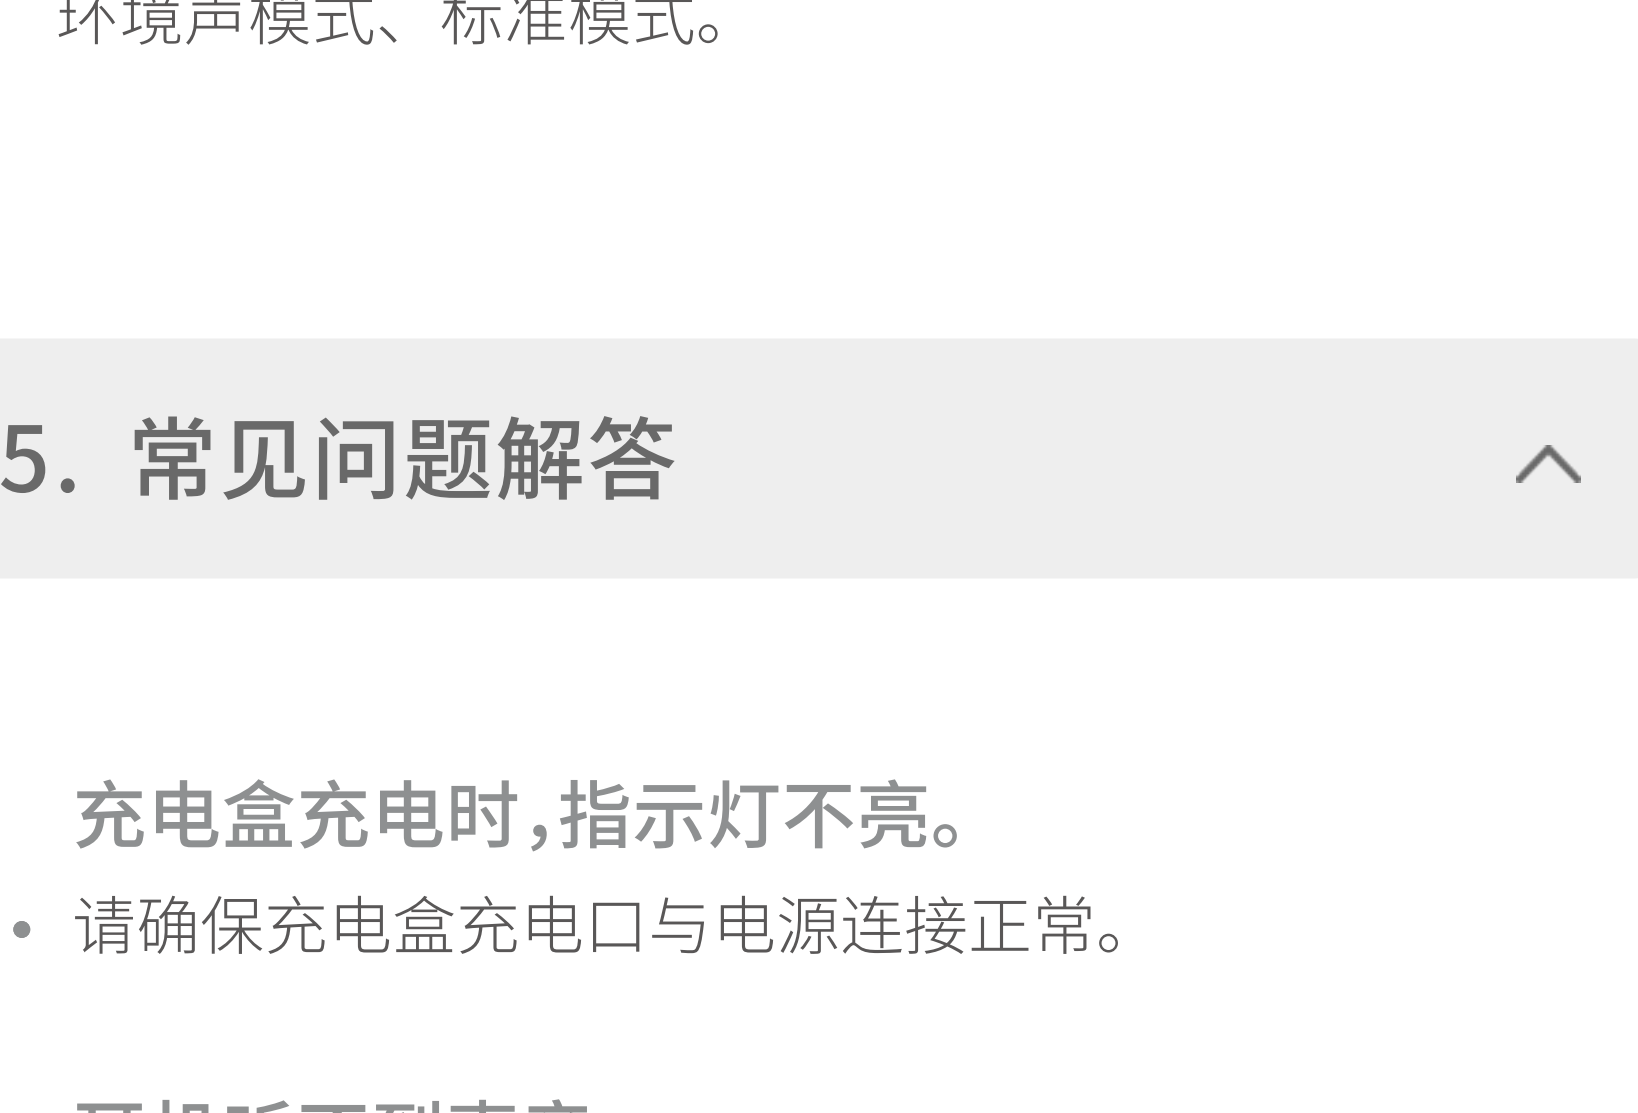 环境声模式、标准模式。
5. 常见问题解答
充电盒充电时,指示灯不亮。
请确保充电盒充电口与电源连接正常。